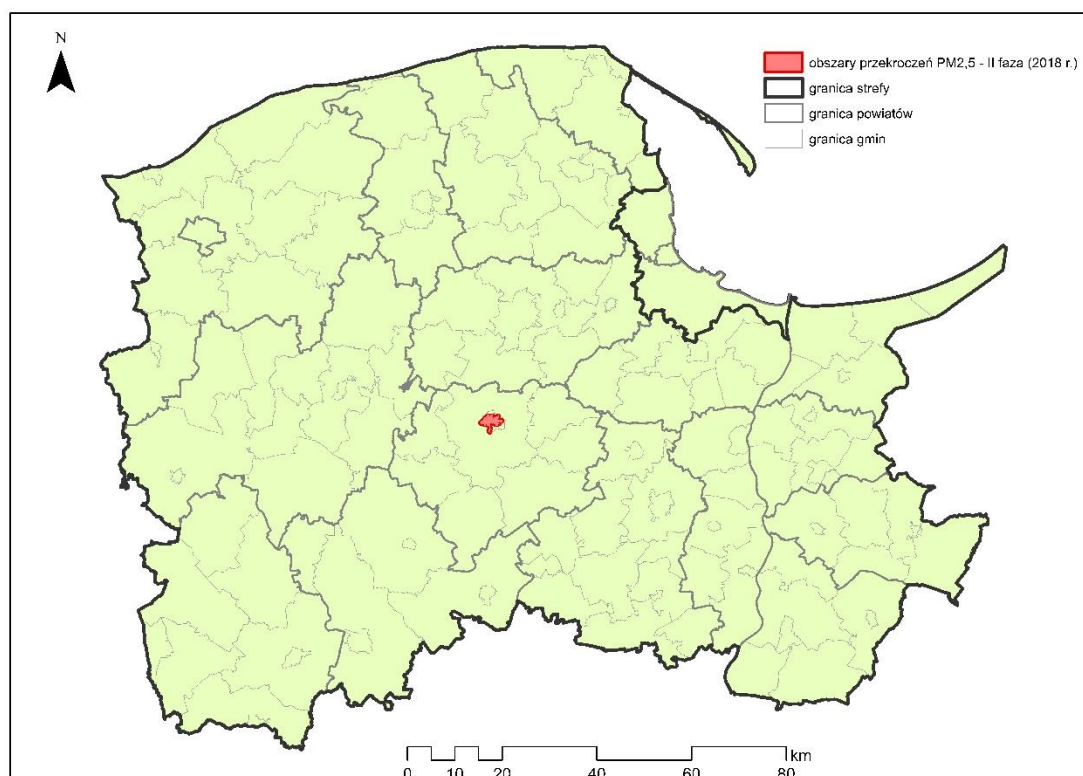 N
obszary przekroczeń PM2,5 - II faza (2018 r.)
granica strefy
granica powiatów
granica gmin
km
0 10 20 40 60 80